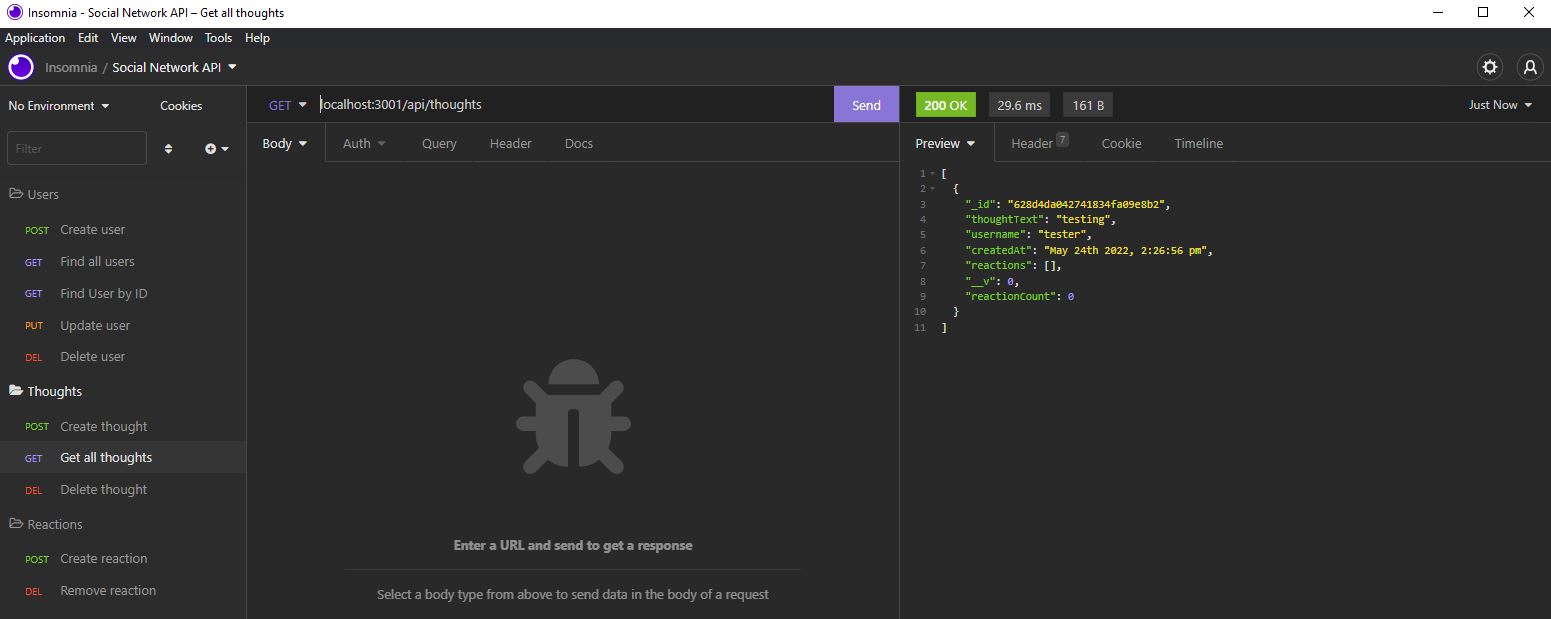 Insomnia - Social Network API – Get all thoughts
Application Edit View Window Tools Help
Insomnia / Social Network API
No Environment Cookies
Filter
Users
POST Create user
GET Find all users
GET Find User by ID
PUT Update user
DEL Delete user
Thoughts
POST Create thought
GET Get all thoughts
DEL Delete thought
Reactions
POST Create reaction
DEL Remove reaction
GET localhost:3001/api/thoughts Send
Body Auth Query Header Docs
Enter a URL and send to get a response
Select a body type from above to send data in the body of a request
200 OK 29.6 ms 161 B Just Now
Preview Header 7 Cookie Timeline
1 [
2 {
3 "_id": "628d4da042741834fa09e8b2",
4 "thoughtText": "testing",
5 "username": "tester",
6 "createdAt": "May 24th 2022, 2:26:56 pm",
7 "reactions": [],
8 "__v": 0,
9 "reactionCount": 0
10 }
11 ]